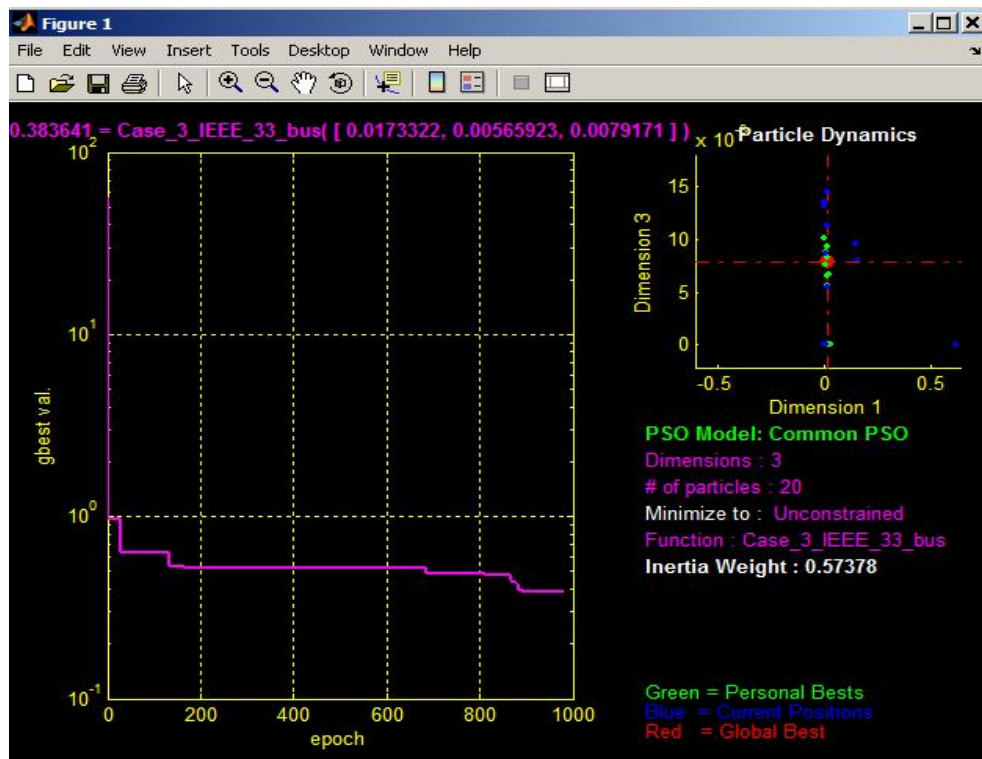 Figure 1
File Edit View Insert Tools Desktop Window Help
0.383641 = Case_3_IEEE_33_bus( [ 0.0173322, 0.00565923, 0.0079171 ] )
10^2
10^1
10^0
10^-1
gbest val.
0 200 400 600 800 1000
epoch
x 10
Particle Dynamics
15
10
5
0
Dimension 3
-0.5 0 0.5
Dimension 1
PSO Model: Common PSO
Dimensions : 3
# of particles : 20
Minimize to : Unconstrained
Function : Case_3_IEEE_33_bus
Inertia Weight : 0.57378
Green = Personal Bests
Blue = Current Positions
Red = Global Best